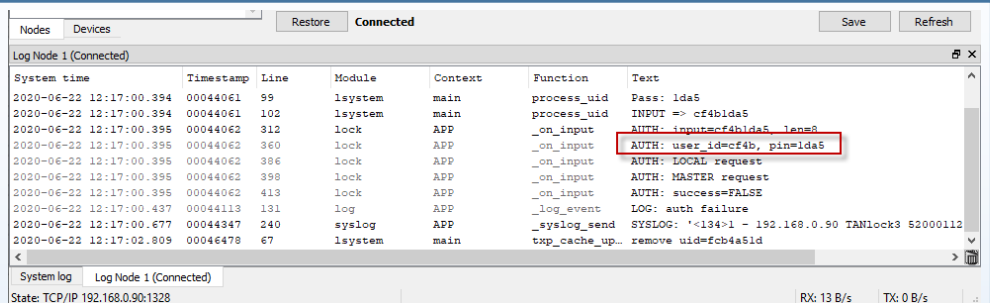 Nodes Devices Restore Connected Save Refresh
Log Node 1 (Connected)
System time Timestamp Line Module Context Function Text
2020-06-22 12:17:00.394 00044061 99 lsystem main process_uid Pass: 1da5
2020-06-22 12:17:00.394 00044061 102 lsystem main process_uid INPUT => cf4b1da5
2020-06-22 12:17:00.395 00044062 312 lock APP _on_input AUTH: input=cf4b1da5, len=8
2020-06-22 12:17:00.395 00044062 360 lock APP _on_input AUTH: user_id=cf4b, pin=1da5
2020-06-22 12:17:00.395 00044062 386 lock APP _on_input AUTH: LOCAL request
2020-06-22 12:17:00.395 00044062 398 lock APP _on_input AUTH: MASTER request
2020-06-22 12:17:00.395 00044062 413 lock APP _on_input AUTH: success=FALSE
2020-06-22 12:17:00.437 00044113 131 log APP _log_event LOG: auth failure
2020-06-22 12:17:00.677 00044347 240 syslog APP _syslog_send SYSLOG: '<134>1 - 192.168.0.90 TANlock3 52000112
2020-06-22 12:17:02.809 00046478 67 lsystem main txp_cache_up... remove uid=fcb4a51d
System log Log Node 1 (Connected)
State: TCP/IP 192.168.0.90:1328 RX: 13 B/s TX: 0 B/s